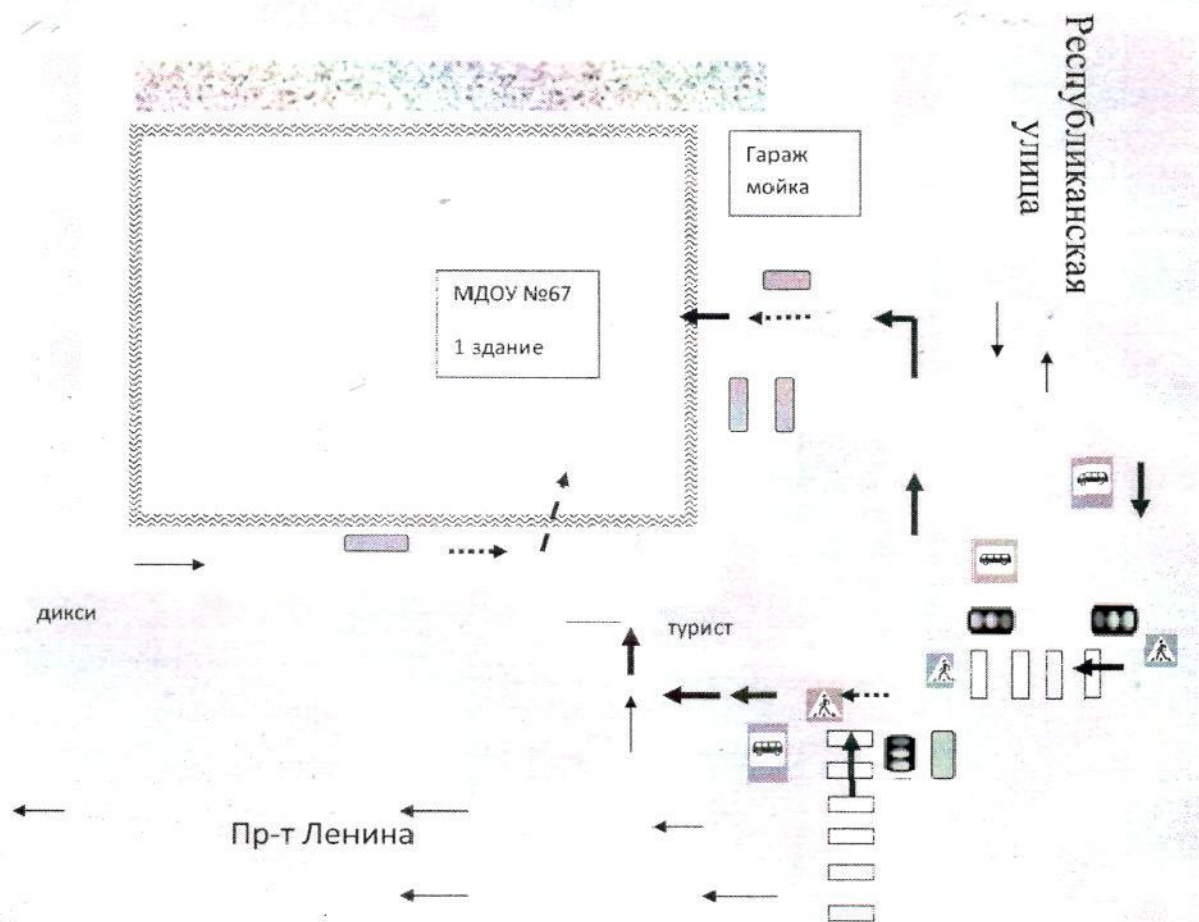 Республиканская
улица
Гараж
мойка
МДОУ №67
1 здание
дикси
турист
Пр-т Ленина